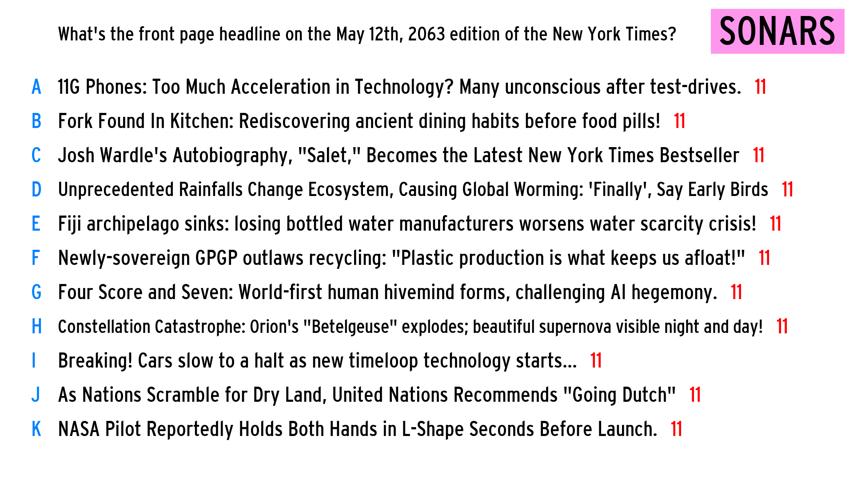 What's the front page headline on the May 12th, 2063 edition of the New York Times? SONARS
A 11G Phones: Too Much Acceleration in Technology? Many unconscious after test-drives. 11
B Fork Found In Kitchen: Rediscovering ancient dining habits before food pills! 11
C Josh Wardle's Autobiography, "Salet," Becomes the Latest New York Times Bestseller 11
D Unprecedented Rainfalls Change Ecosystem, Causing Global Worming: 'Finally', Say Early Birds 11
E Fiji archipelago sinks: losing bottled water manufacturers worsens water scarcity crisis! 11
F Newly-sovereign GPGP outlaws recycling: "Plastic production is what keeps us afloat!" 11
G Four Score and Seven: World-first human hivemind forms, challenging AI hegemony. 11
H Constellation Catastrophe: Orion's "Betelgeuse" explodes; beautiful supernova visible night and day! 11
I Breaking! Cars slow to a halt as new timeloop technology starts... 11
J As Nations Scramble for Dry Land, United Nations Recommends "Going Dutch" 11
K NASA Pilot Reportedly Holds Both Hands in L-Shape Seconds Before Launch. 11